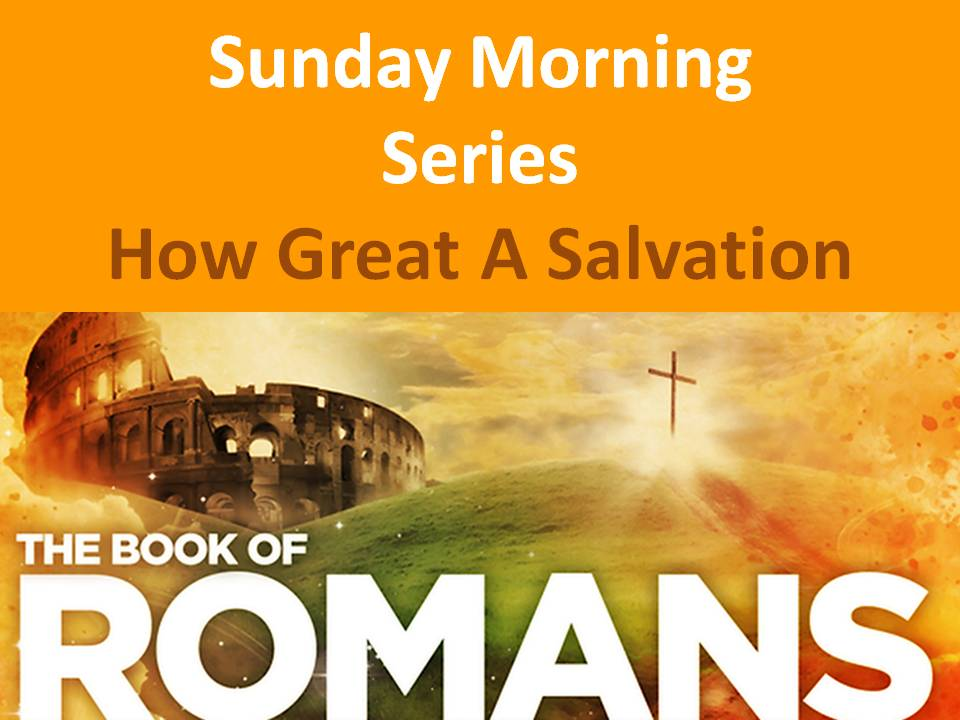 Sunday Morning
Series
How Great A Salvation
THE BOOK OF
ROMANS